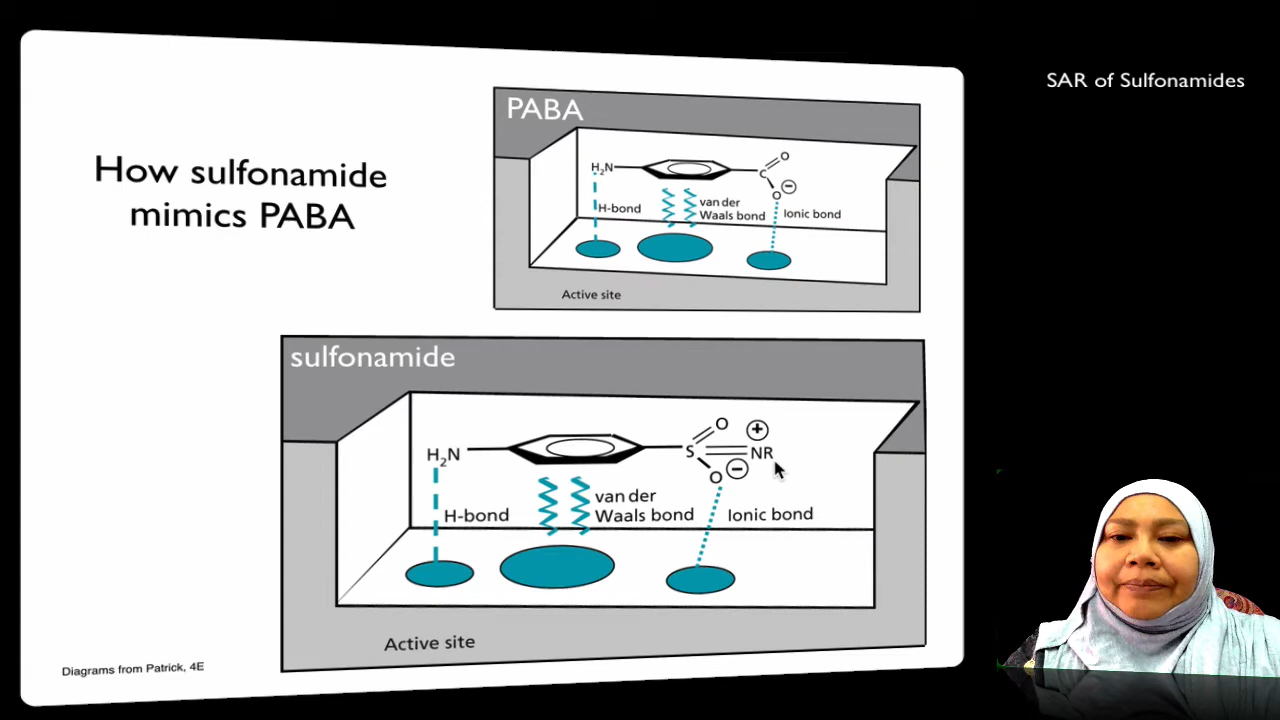 SAR of Sulfonamides
How sulfonamide
mimics PABA
PABA
H2N
C
O
O
−
H-bond
van der
Waals bond
Ionic bond
Active site
sulfonamide
H2N
S
O
+
NR
−
O
H-bond
van der
Waals bond
Ionic bond
Active site
Diagrams from Patrick, 4E